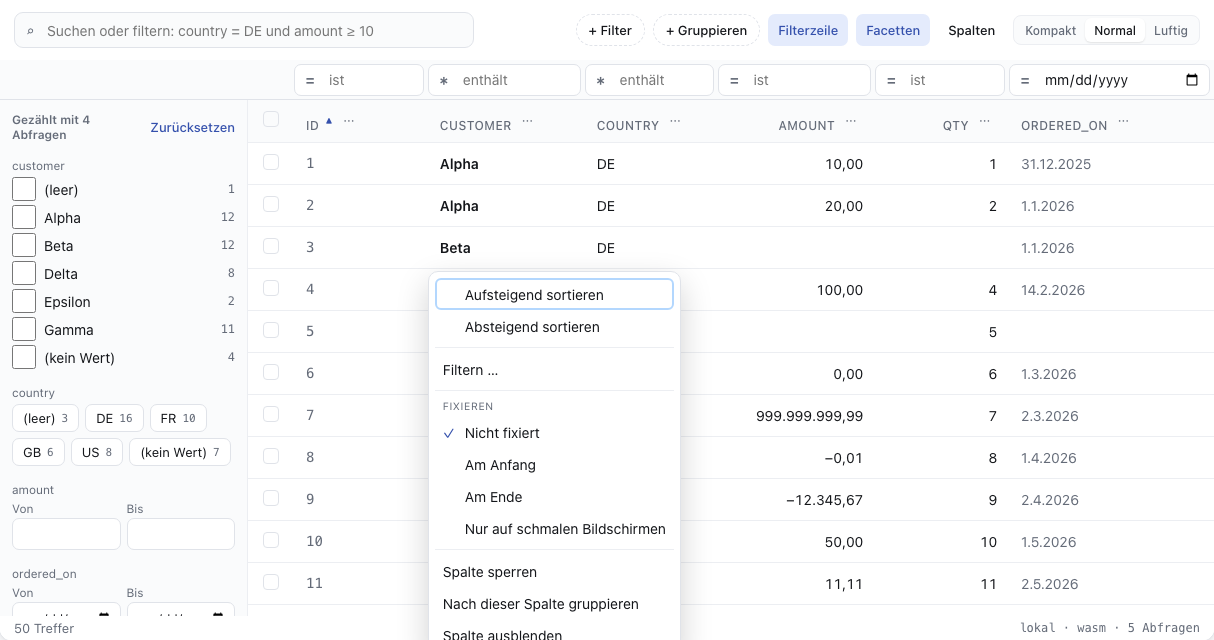 Suchen oder filtern: country = DE und amount ≥ 10
+ Filter
+ Gruppieren
Filterzeile
Facetten
Spalten
Kompakt
Normal
Luftig
= ist
* enthält
* enthält
= ist
= ist
= mm/dd/yyyy
Gezählt mit 4
Abfragen
Zurücksetzen
customer
(leer) 1
Alpha 12
Beta 12
Delta 8
Epsilon 2
Gamma 11
(kein Wert) 4
country
(leer) 3 DE 16 FR 10
GB 6 US 8 (kein Wert) 7
amount
Von Bis
ordered_on
Von Bis
ID ▲ ··· CUSTOMER ··· COUNTRY ··· AMOUNT ··· QTY ··· ORDERED_ON ···
1 Alpha DE 10,00 1 31.12.2025
2 Alpha DE 20,00 2 1.1.2026
3 Beta DE 1.1.2026
4 100,00 4 14.2.2026
5 5
6 0,00 6 1.3.2026
7 999.999.999,99 7 2.3.2026
8 −0,01 8 1.4.2026
9 −12.345,67 9 2.4.2026
10 50,00 10 1.5.2026
11 11,11 11 2.5.2026
Aufsteigend sortieren
Absteigend sortieren
Filtern ...
FIXIEREN
✓ Nicht fixiert
Am Anfang
Am Ende
Nur auf schmalen Bildschirmen
Spalte sperren
Nach dieser Spalte gruppieren
Spalte ausblenden
50 Treffer
lokal · wasm · 5 Abfragen